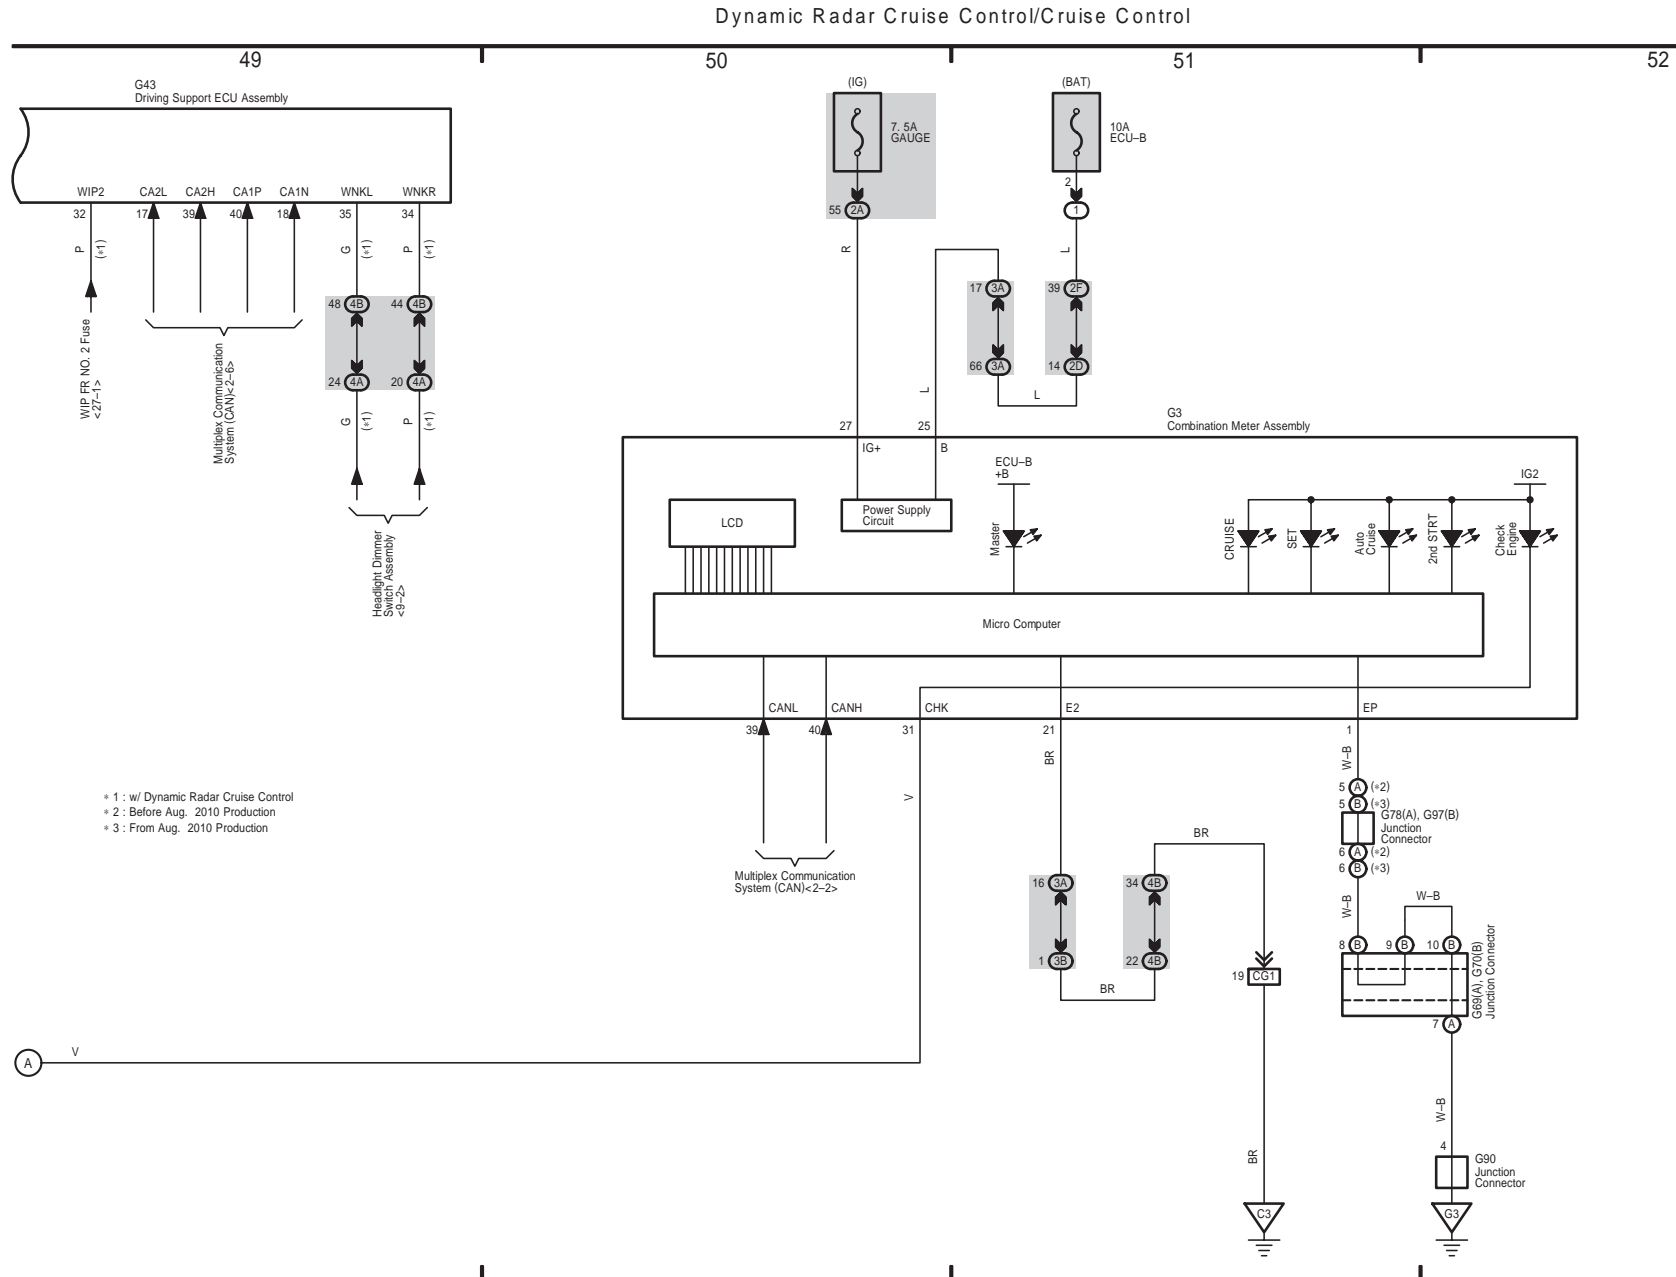 Dynamic Radar Cruise Control/Cruise Control
49
50
51
52
G43
Driving Support ECU Assembly
WIP2
CA2L
CA2H
CA1P
CA1N
WNKL
WNKR
32
17
39
40
18
35
34
P
(∗1)
G
(∗1)
P
(∗1)
48
4B
44
4B
24
4A
20
4A
G
(∗1)
P
(∗1)
WIP FR NO. 2 Fuse
<27–1>
Multiplex Communication
System (CAN)<2–6>
Headlight Dimmer
Switch Assembly
<9–2>
(IG)
7. 5A
GAUGE
55
2A
R
(BAT)
10A
ECU–B
2
1
L
17
3A
39
2F
66
3A
14
2D
L
L
G3
Combination Meter Assembly
27
25
IG+
B
ECU–B
+B
IG2
LCD
Power Supply
Circuit
Master
CRUISE
SET
Auto
Cruise
2nd STRT
Check
Engine
Micro Computer
CANL
CANH
CHK
E2
EP
39
40
31
21
1
BR
W–B
V
∗ 1 : w/ Dynamic Radar Cruise Control
∗ 2 : Before Aug. 2010 Production
∗ 3 : From Aug. 2010 Production
Multiplex Communication
System (CAN)<2–2>
5
A
(∗2)
5
B
(∗3)
G78(A), G97(B)
Junction
Connector
6
A
(∗2)
6
B
(∗3)
BR
16
3A
34
4B
1
3B
22
4B
BR
19
CG1
W–B
W–B
8
B
9
B
10
B
G69(A), G70(B)
Junction Connector
7
A
A
V
W–B
BR
4
G90
Junction
Connector
C3
G3